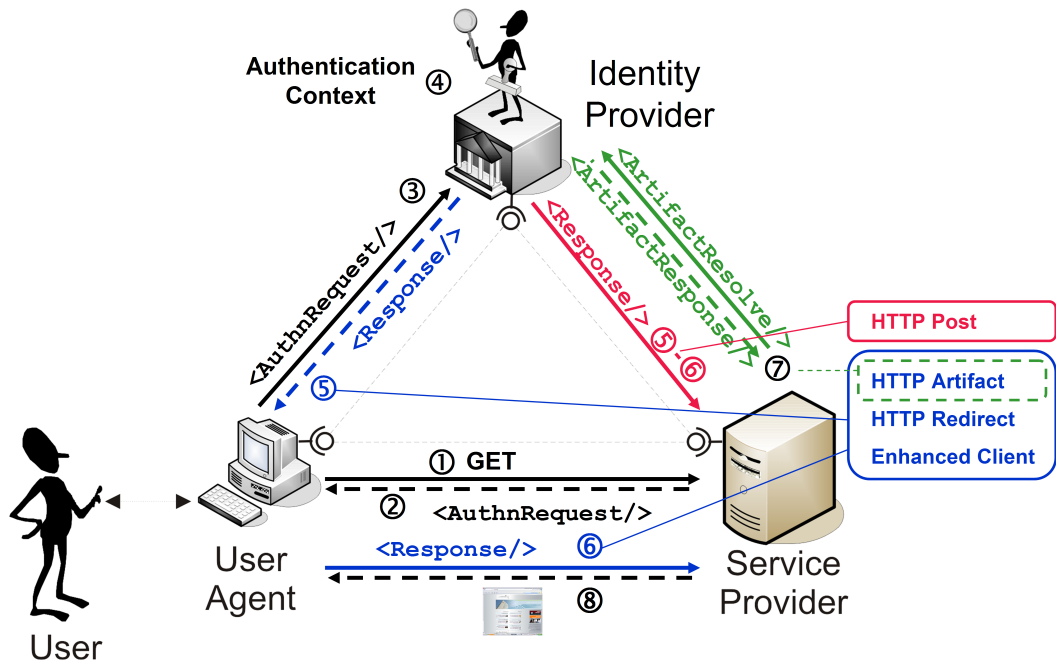 Authentication
Context
④
Identity
Provider
③
<AuthnRequest/>
<Response/>
⑤
<Response/>
⑤-⑥
<ArtifactResolve/>
<ArtifactResponse/>
⑦
HTTP Post
HTTP Artifact
HTTP Redirect
Enhanced Client
① GET
②
<AuthnRequest/>
<Response/> ⑥
⑧
User
Agent
Service
Provider
User